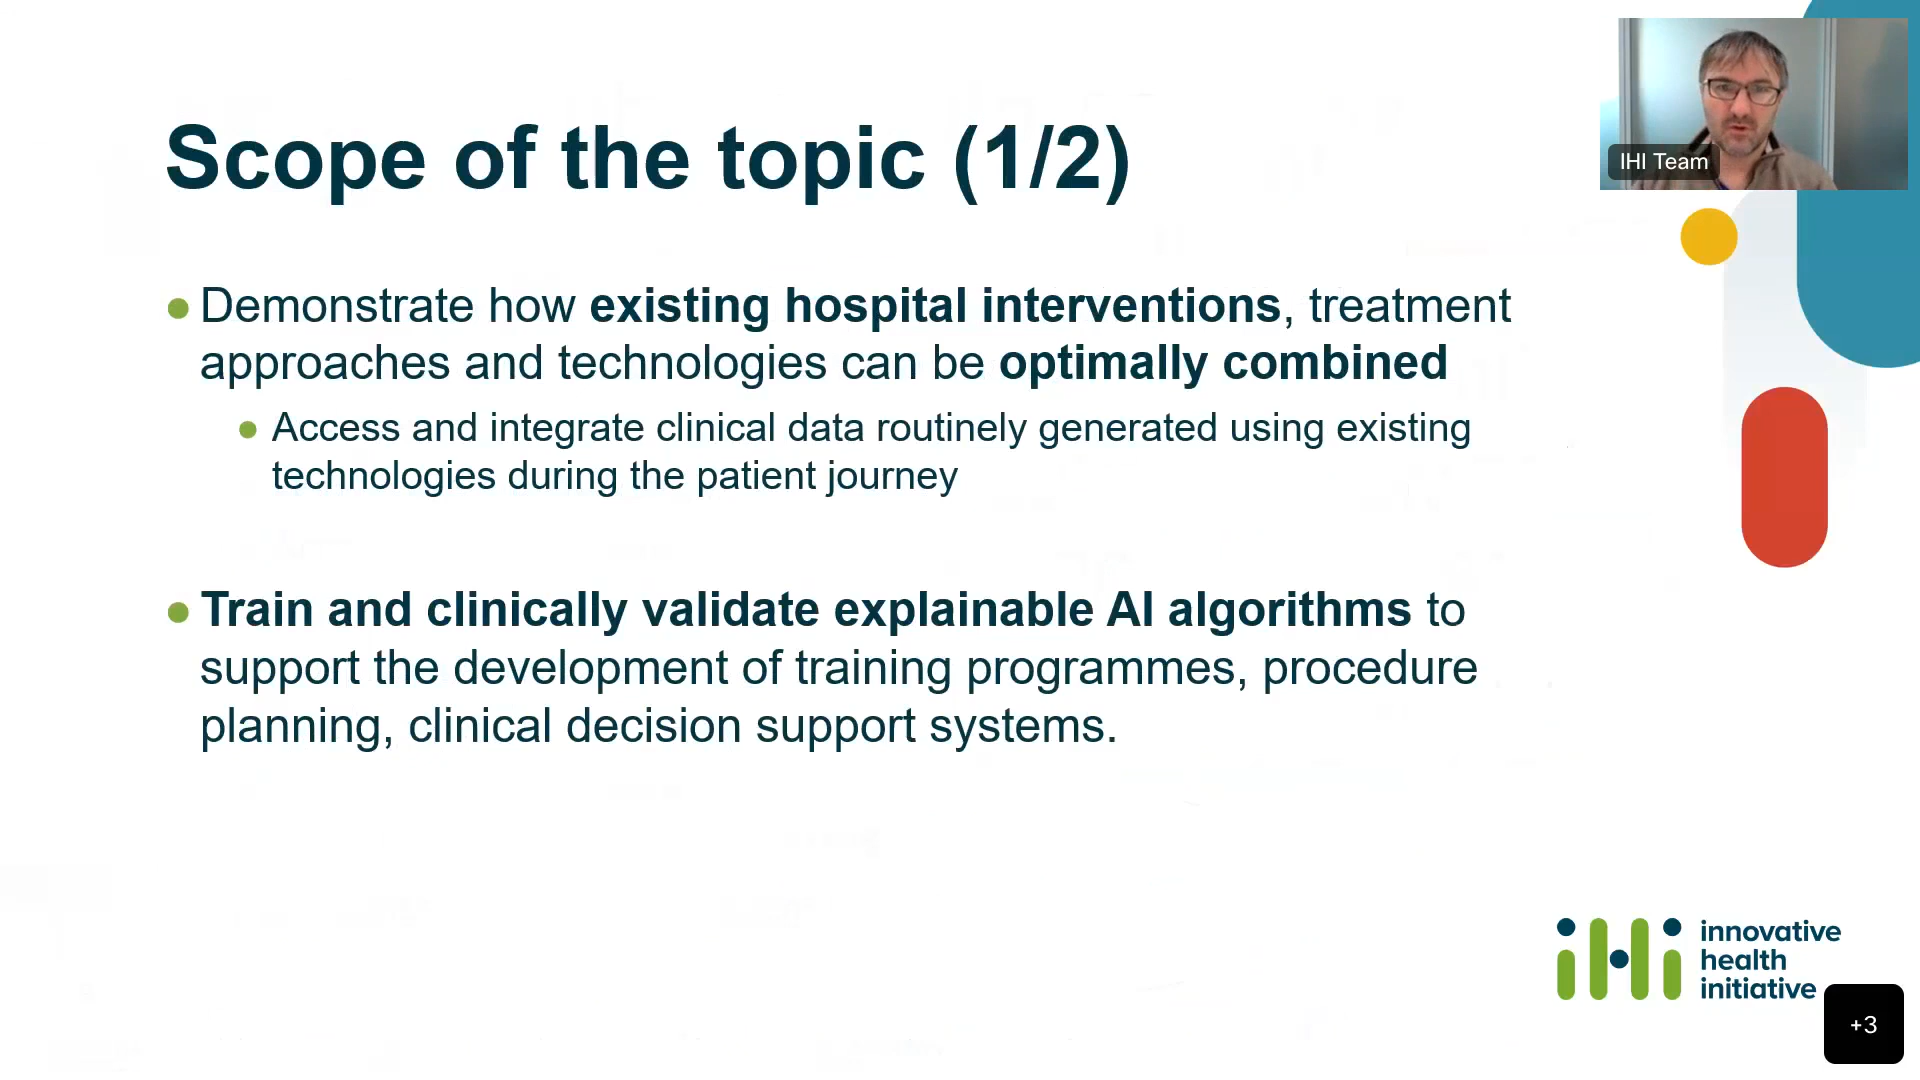 Scope of the topic (1/2)
IHI Team
Demonstrate how existing hospital interventions, treatment
approaches and technologies can be optimally combined
Access and integrate clinical data routinely generated using existing
technologies during the patient journey
Train and clinically validate explainable AI algorithms to
support the development of training programmes, procedure
planning, clinical decision support systems.
iHi
innovative
health
initiative
+3